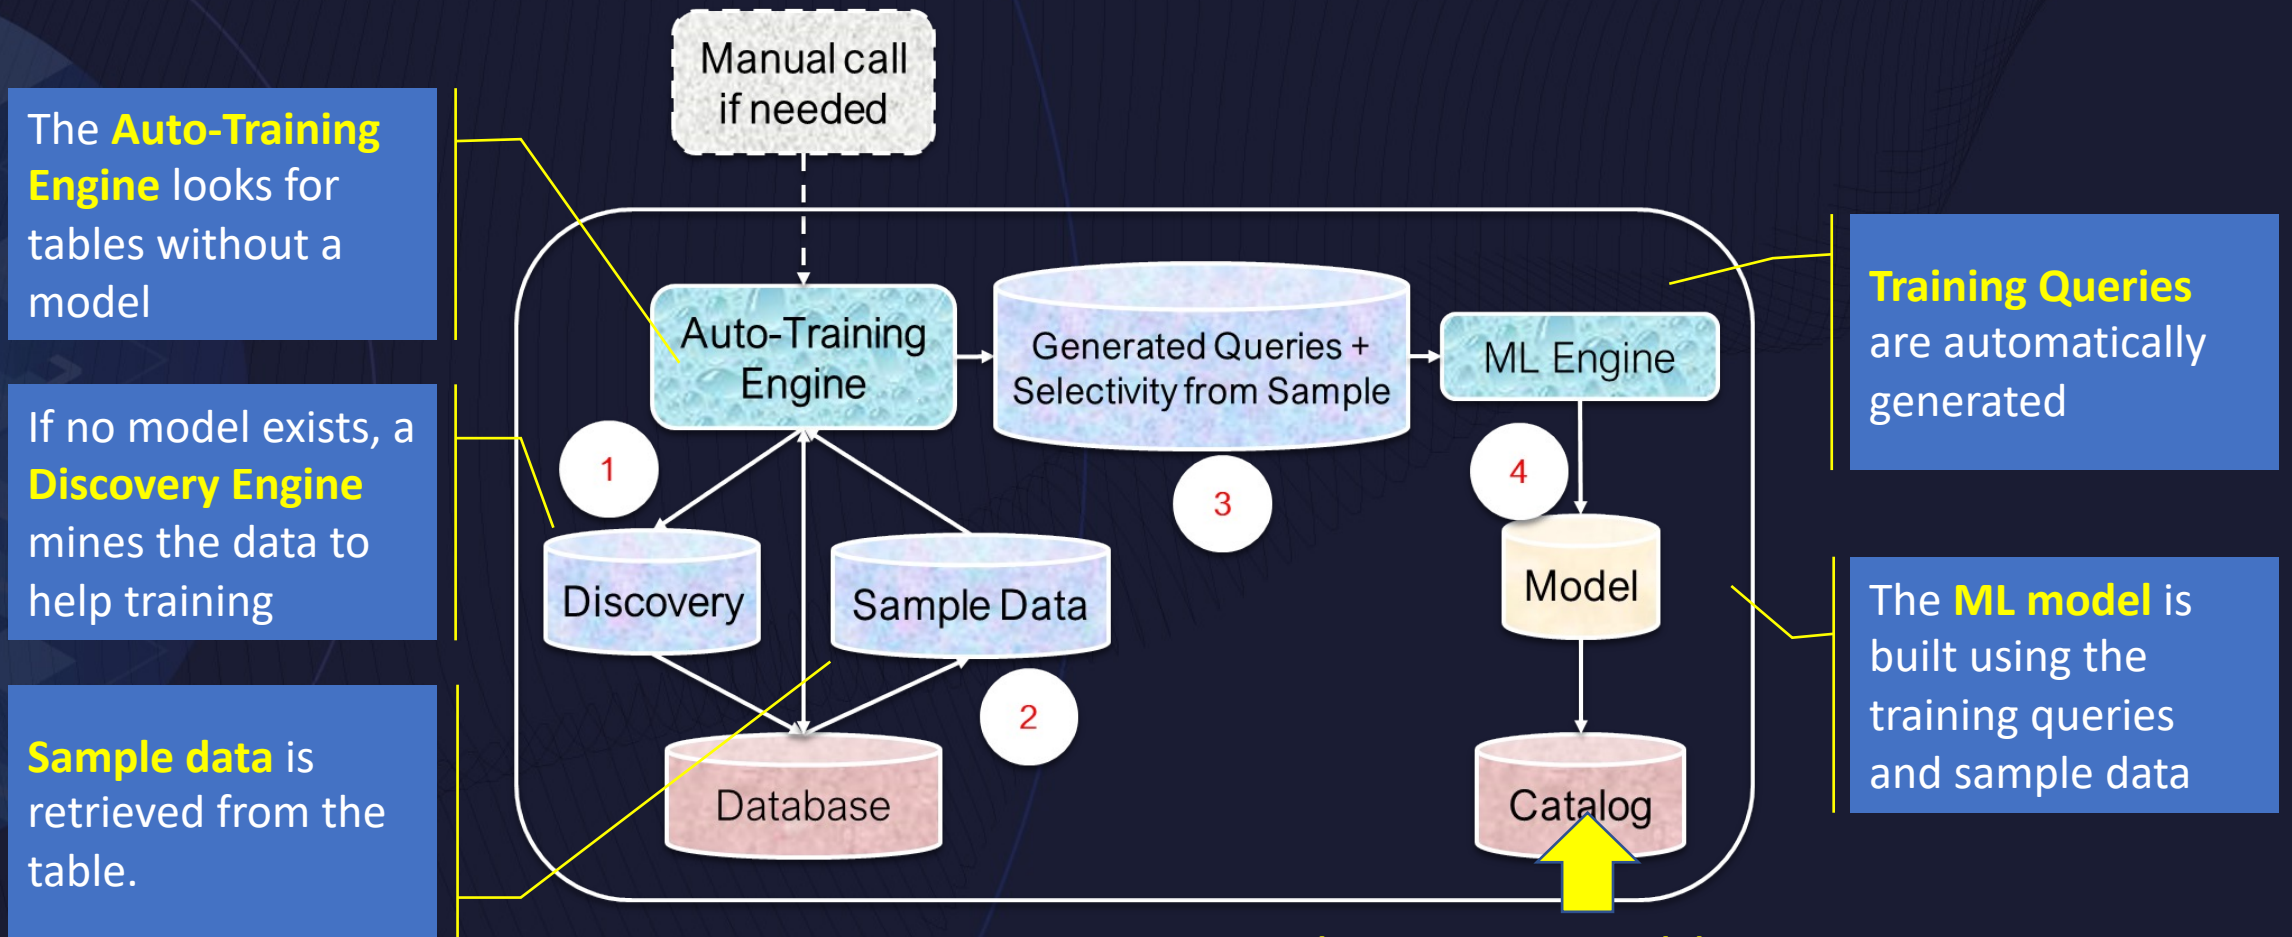 Manual call
if needed
The Auto-Training
Engine looks for
tables without a
model
If no model exists, a
Discovery Engine
mines the data to
help training
Sample data is
retrieved from the
table.
Auto-Training
Engine
Generated Queries +
Selectivity from Sample
ML Engine
1
2
3
4
Discovery
Sample Data
Model
Database
Catalog
Training Queries
are automatically
generated
The ML model is
built using the
training queries
and sample data